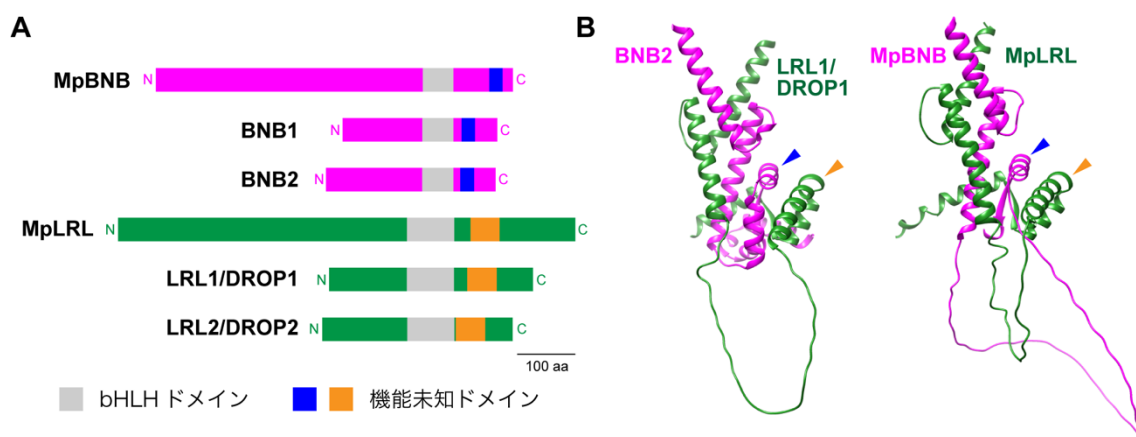 A
MpBNB
N
C
BNB1
N
C
BNB2
N
C
MpLRL
N
C
LRL1/DROP1
N
C
LRL2/DROP2
N
C
100 aa
bHLH ドメイン
機能未知ドメイン
B
BNB2
LRL1/
DROP1
MpBNB
MpLRL